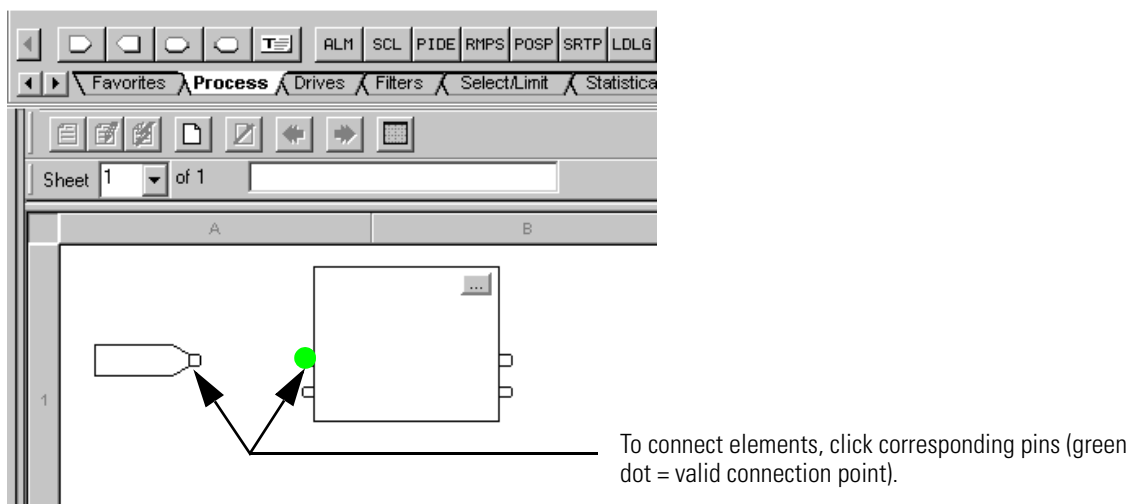 ALM SCL PIDE RMPS POSP SRTP LDLG
Favorites Process Drives Filters Select/Limit Statistica
Sheet 1 of 1
A B
1
...
To connect elements, click corresponding pins (green
dot = valid connection point).